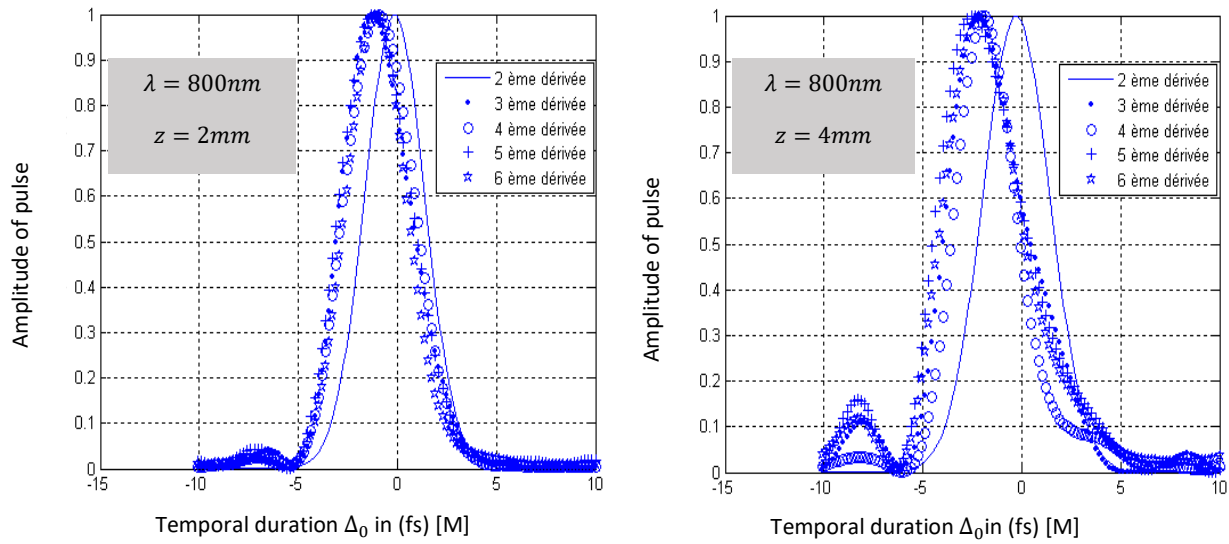 Amplitude of pulse
1
0.9
0.8
0.7
0.6
0.5
0.4
0.3
0.2
0.1
0
𝜆 = 800𝑛𝑚
𝑧 = 2𝑚𝑚
2 ème dérivée
3 ème dérivée
4 ème dérivée
5 ème dérivée
6 ème dérivée
-15
-10
-5
0
5
10
Temporal duration Δ₀ in (fs) [M]
Amplitude of pulse
1
0.9
0.8
0.7
0.6
0.5
0.4
0.3
0.2
0.1
0
𝜆 = 800𝑛𝑚
𝑧 = 4𝑚𝑚
2 ème dérivée
3 ème dérivée
4 ème dérivée
5 ème dérivée
6 ème dérivée
-15
-10
-5
0
5
10
Temporal duration Δ₀in (fs) [M]